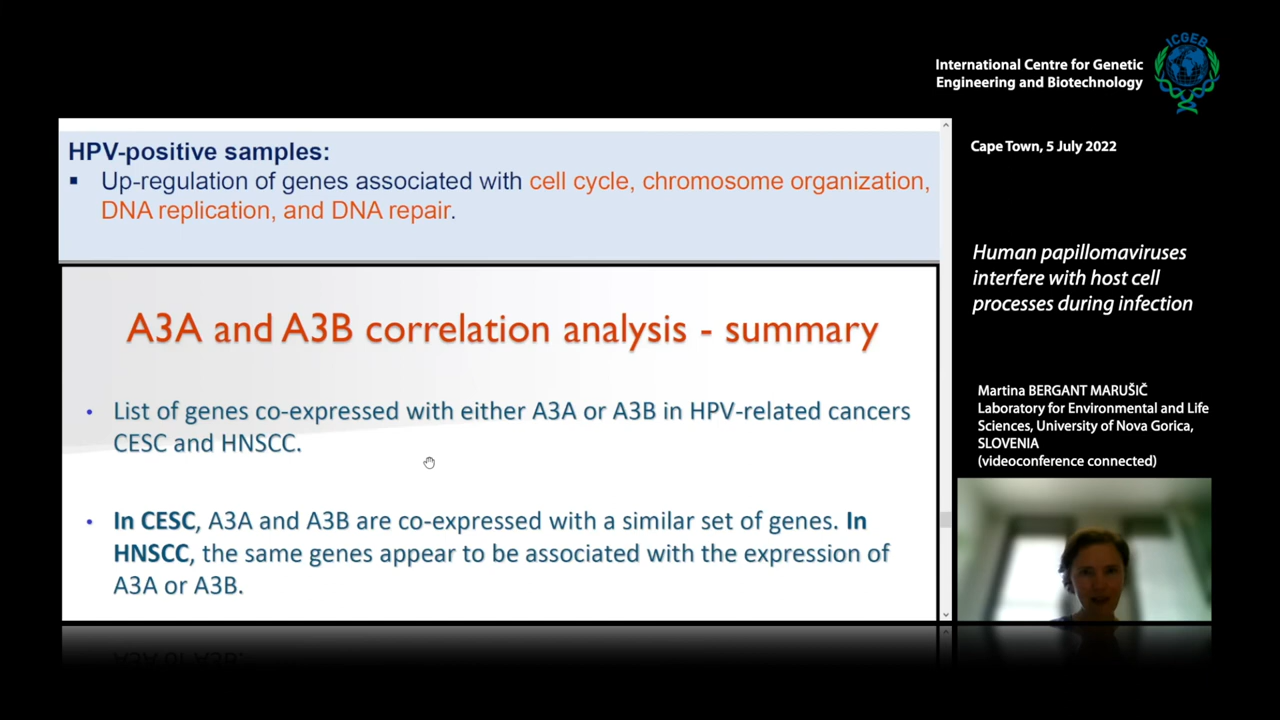 ICGEB
International Centre for Genetic
Engineering and Biotechnology
HPV-positive samples:
▪ Up-regulation of genes associated with cell cycle, chromosome organization,
DNA replication, and DNA repair.
A3A and A3B correlation analysis - summary
• List of genes co-expressed with either A3A or A3B in HPV-related cancers
CESC and HNSCC.
• In CESC, A3A and A3B are co-expressed with a similar set of genes. In
HNSCC, the same genes appear to be associated with the expression of
A3A or A3B.
Cape Town, 5 July 2022
Human papillomaviruses
interfere with host cell
processes during infection
Martina BERGANT MARUŠIČ
Laboratory for Environmental and Life
Sciences, University of Nova Gorica,
SLOVENIA
(videoconference connected)